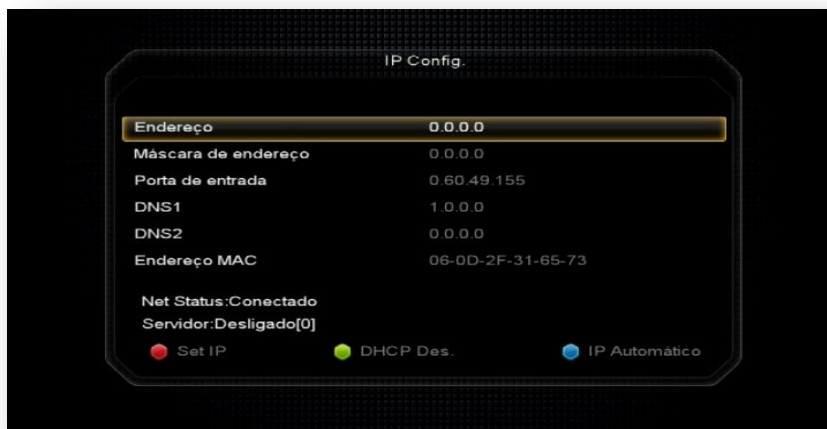 IP Config.
Endereço 0.0.0.0
Máscara de endereço 0.0.0.0
Porta de entrada 0.60.49.155
DNS1 1.0.0.0
DNS2 0.0.0.0
Endereço MAC 06-0D-2F-31-65-73
Net Status:Conectado
Servidor:Desligado[0]
Set IP DHCP Des. IP Automático